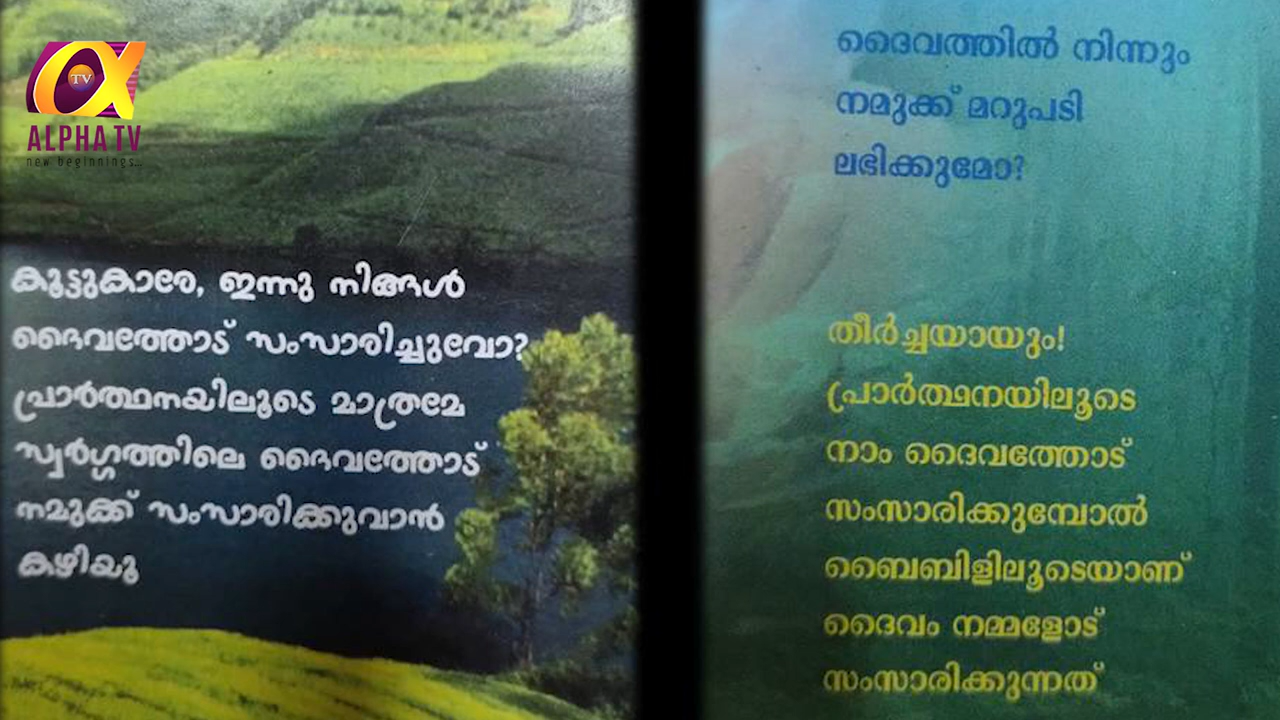 TV
ALPHA TV
new beginnings...
കൂട്ടുകാരേ, ഇന്നു നിങ്ങൾ
ദൈവത്തോട് സംസാരിച്ചുവോ?
പ്രാർത്ഥനയിലൂടെ മാത്രമേ
സ്വർഗ്ഗത്തിലെ ദൈവത്തോട്
നമുക്ക് സംസാരിക്കുവാൻ
കഴിയൂ
ദൈവത്തിൽ നിന്നും
നമുക്ക് മറുപടി
ലഭിക്കുമോ?
തീർച്ചയായും!
പ്രാർത്ഥനയിലൂടെ
നാം ദൈവത്തോട്
സംസാരിക്കുമ്പോൽ
ബൈബിളിലൂടെയാണ്
ദൈവം നമ്മളോട്
സംസാരിക്കുന്നത്